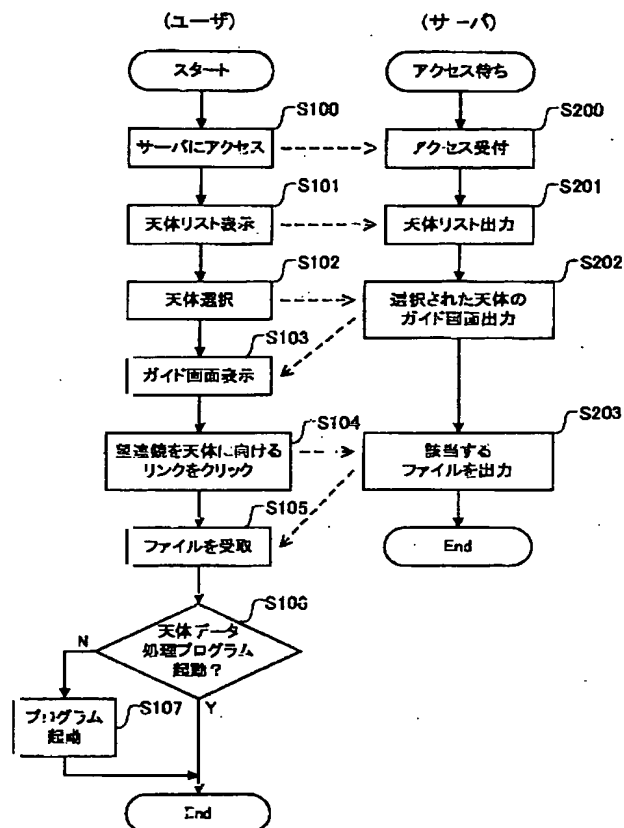 (ユーザ)
(サーバ)
スタート
アクセス待ち
S100
サーバにアクセス
S200
アクセス受付
S101
天体リスト表示
S201
天体リスト出力
S102
天体選択
S202
選択された天体の
ガイド画面出力
S103
ガイド画面表示
S104
望遠鏡を天体に向ける
リンクをクリック
S203
該当する
ファイルを出力
S105
ファイルを受取
End
S106
天体データ
処理プログラム
起動?
N
Y
S107
プログラム
起動
End